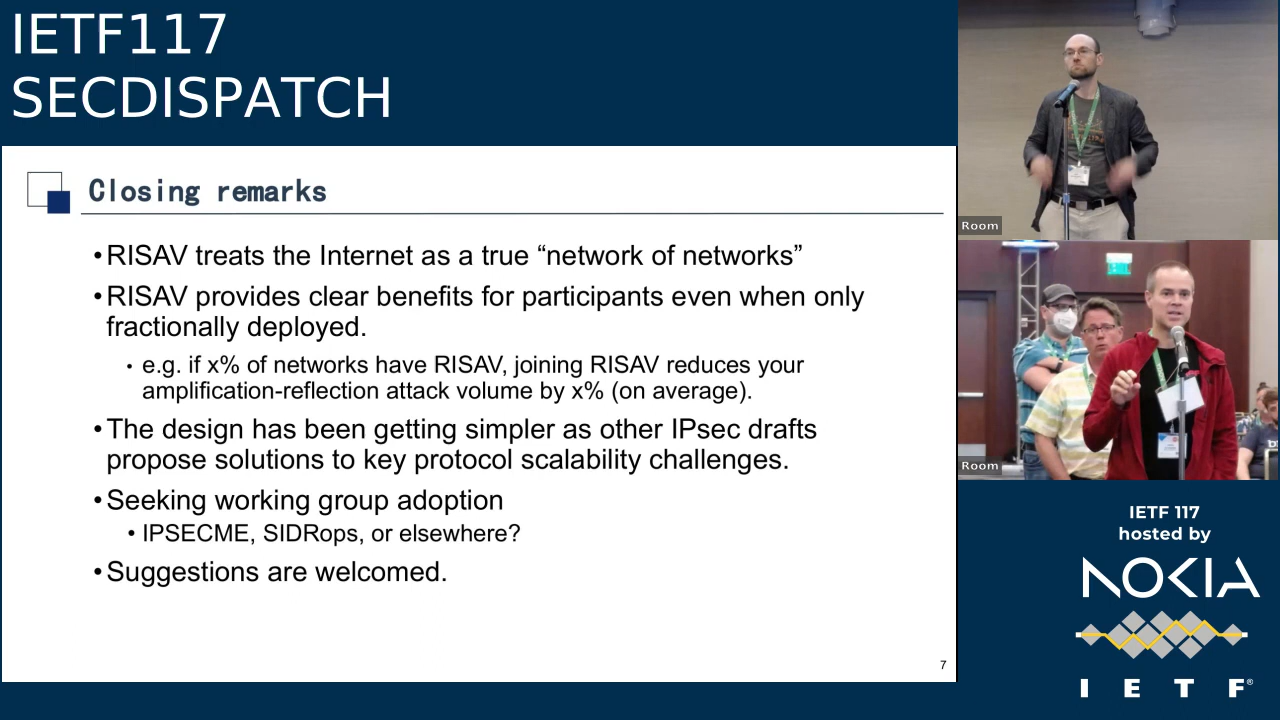 IETF117
SECDISPATCH
Closing remarks
•RISAV treats the Internet as a true “network of networks”
•RISAV provides clear benefits for participants even when only
fractionally deployed.
• e.g. if x% of networks have RISAV, joining RISAV reduces your
amplification-reflection attack volume by x% (on average).
•The design has been getting simpler as other IPsec drafts
propose solutions to key protocol scalability challenges.
•Seeking working group adoption
• IPSECME, SIDRops, or elsewhere?
•Suggestions are welcomed.
7
Room
Room
IETF 117
hosted by
NOKIA
I E T F®